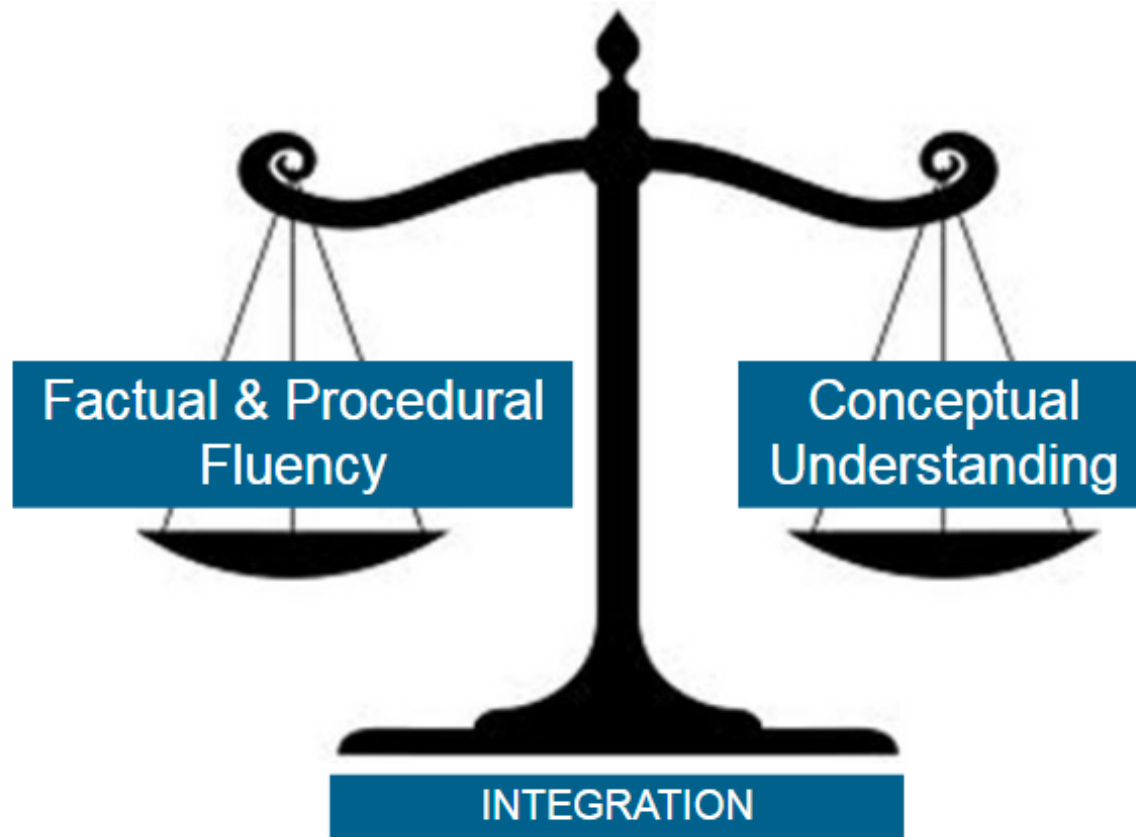 Factual & Procedural
Fluency
Conceptual
Understanding
INTEGRATION